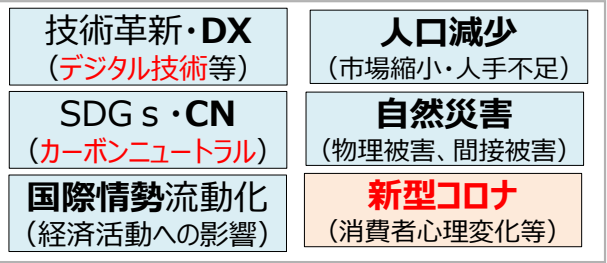 技術革新・DX
（デジタル技術等）
人口減少
（市場縮小・人手不足）
SDGｓ・CN
（カーボンニュートラル）
自然災害
（物理被害、間接被害）
国際情勢流動化
（経済活動への影響）
新型コロナ
（消費者心理変化等）